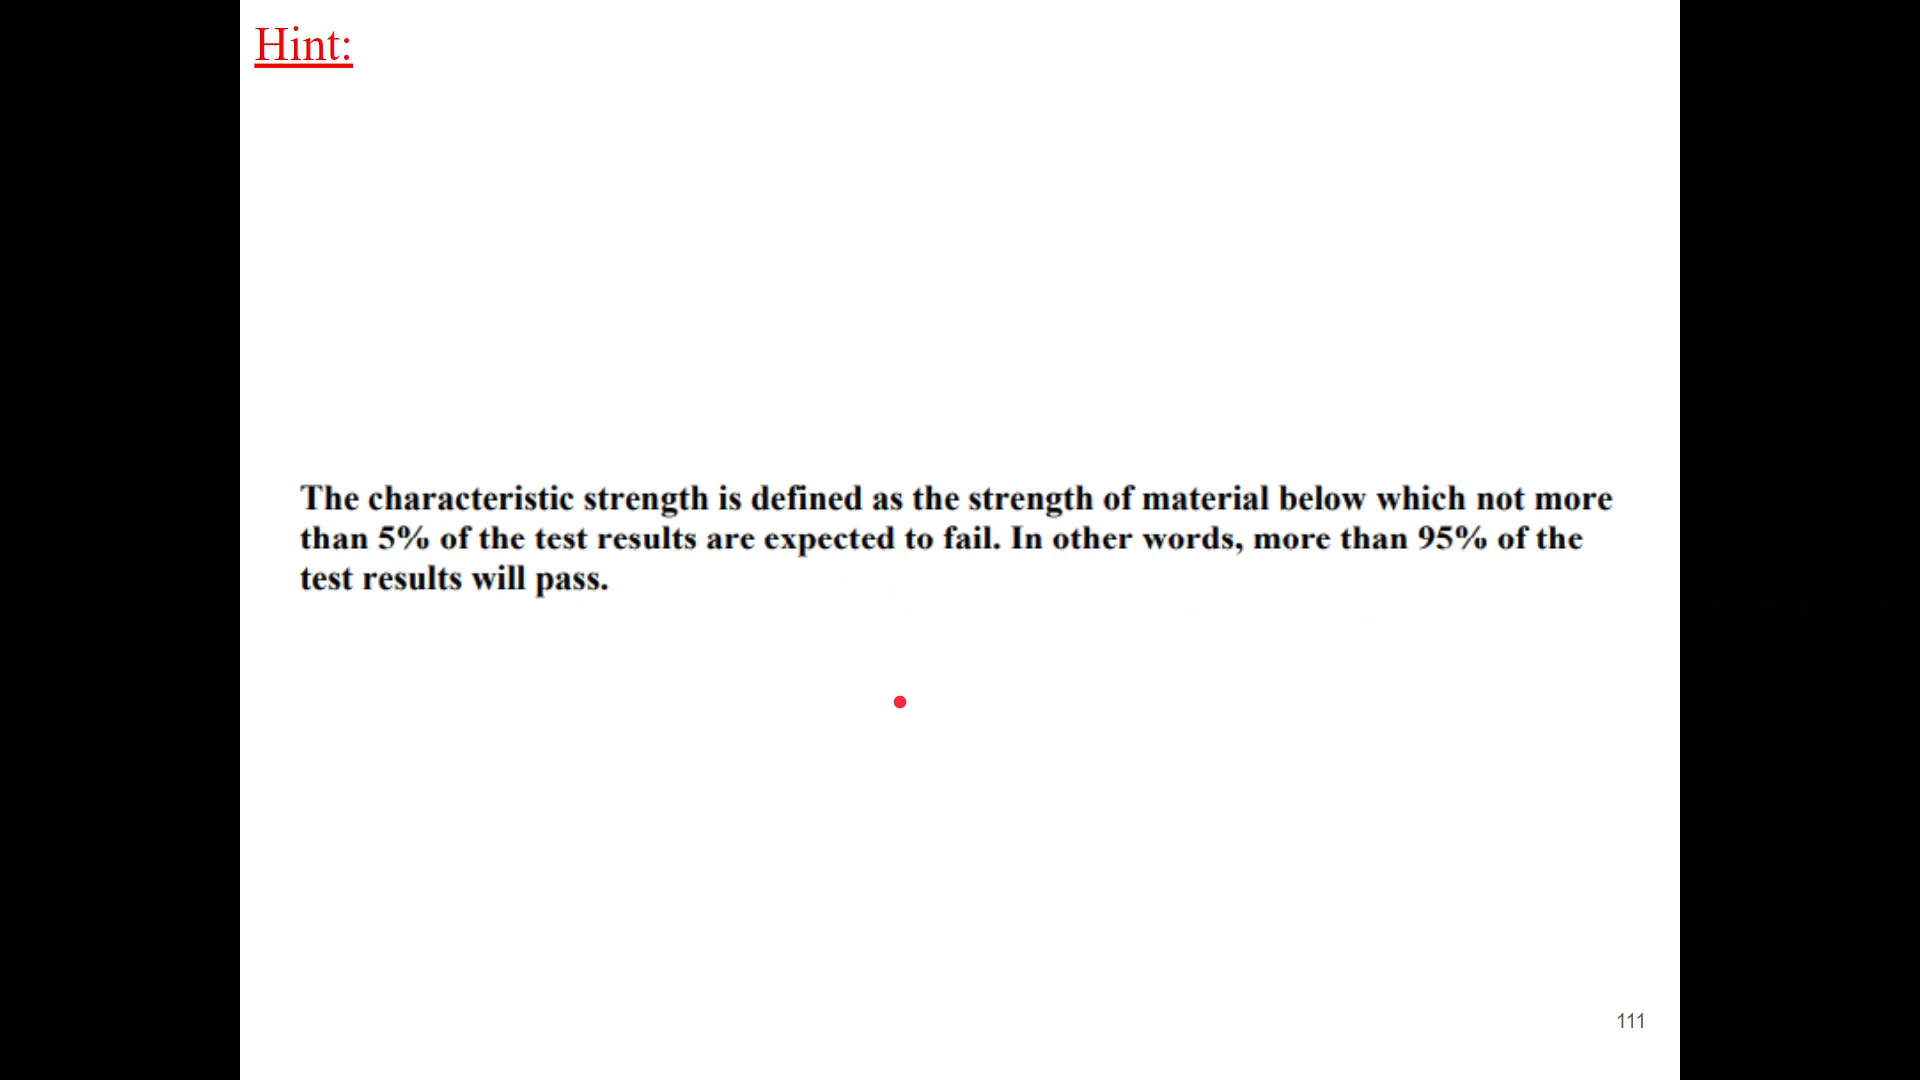 Hint:
The characteristic strength is defined as the strength of material below which not more
than 5% of the test results are expected to fail. In other words, more than 95% of the
test results will pass.
111